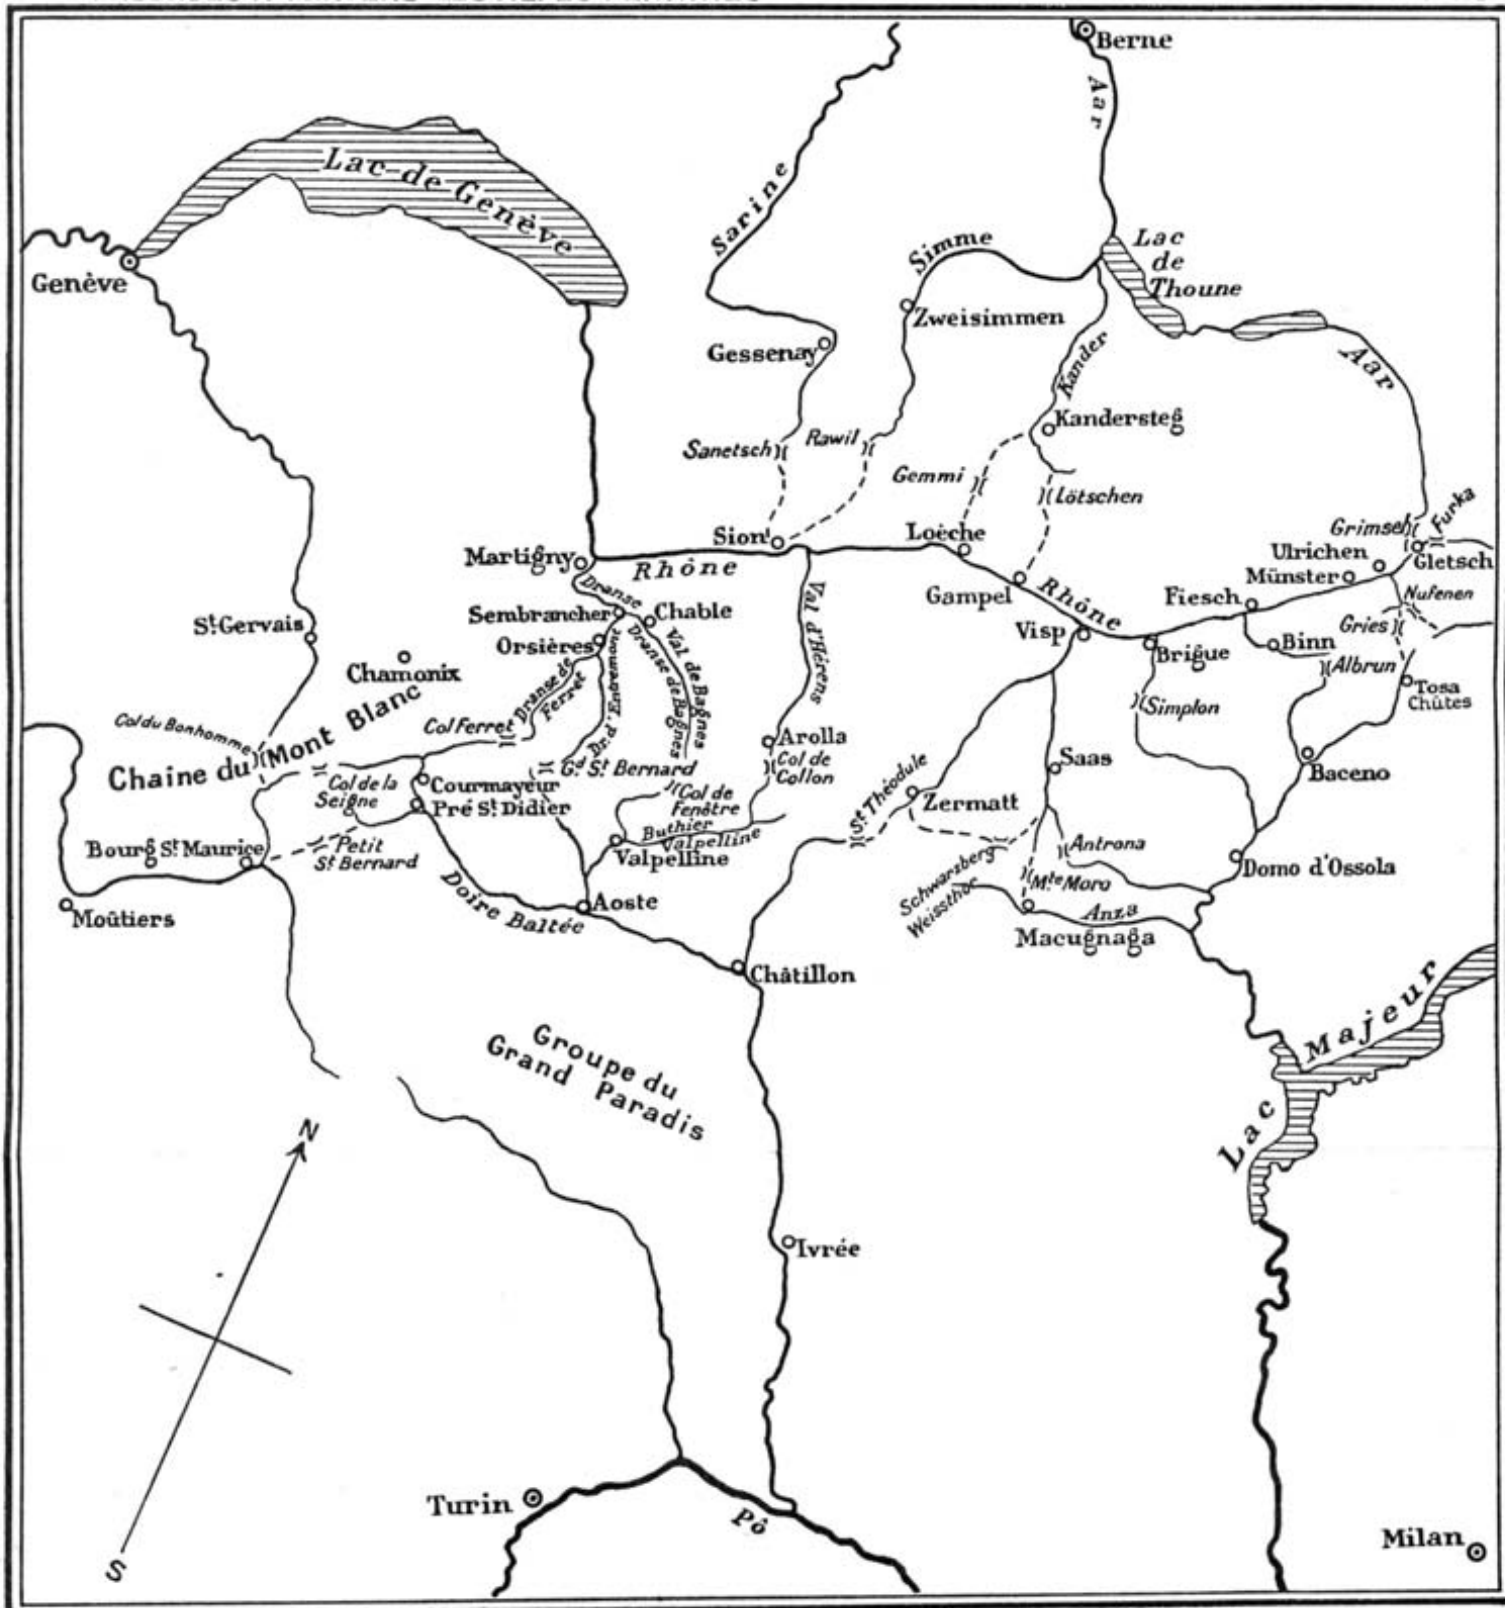 Berne
Aar
Lac de Genève
Sarine
Genève
Simme
Lac
de
Thoune
Zweisimmen
Gessenay
Kander
Aar
Kandersteg
Sanetsch
Rawil
Gemmi
Lötschen
Grimsel
Furka
Sion
Loèche
Ulrichen
Gletsch
Martigny
Rhône
Münster
Dranse
Gampel
Rhône
Fiesch
Nufenen
Sembrancher
Chable
Val d'Hérens
Visp
Gries
St. Gervais
Orsières
Brigue
Binn
Albrun
Chamonix
Dranse de
Ferret
Dr. d'Entremont
Val de Bagnes
Dranse de Bagnes
Simplon
Tosa
Chûtes
Col du Bonhomme
Col Ferret
Arolla
Chaine du Mont Blanc
Gd. St Bernard
Col de
Collon
St. Théodule
Saas
Baceno
Col de la
Seigne
Courmayeur
Pré St. Didier
Col de
Fenêtre
Zermatt
Bourg St. Maurice
Petit
St Bernard
Buthier
Valpelline
Valpelline
Antrona
Domo d'Ossola
Schwarzberg
Weissthor
Mte Moro
Moûtiers
Doire Baltée
Aoste
Anza
Macugnaga
Châtillon
Lac Majeur
Groupe du
Grand Paradis
N
Ivrée
Turin
Pô
Milan
S